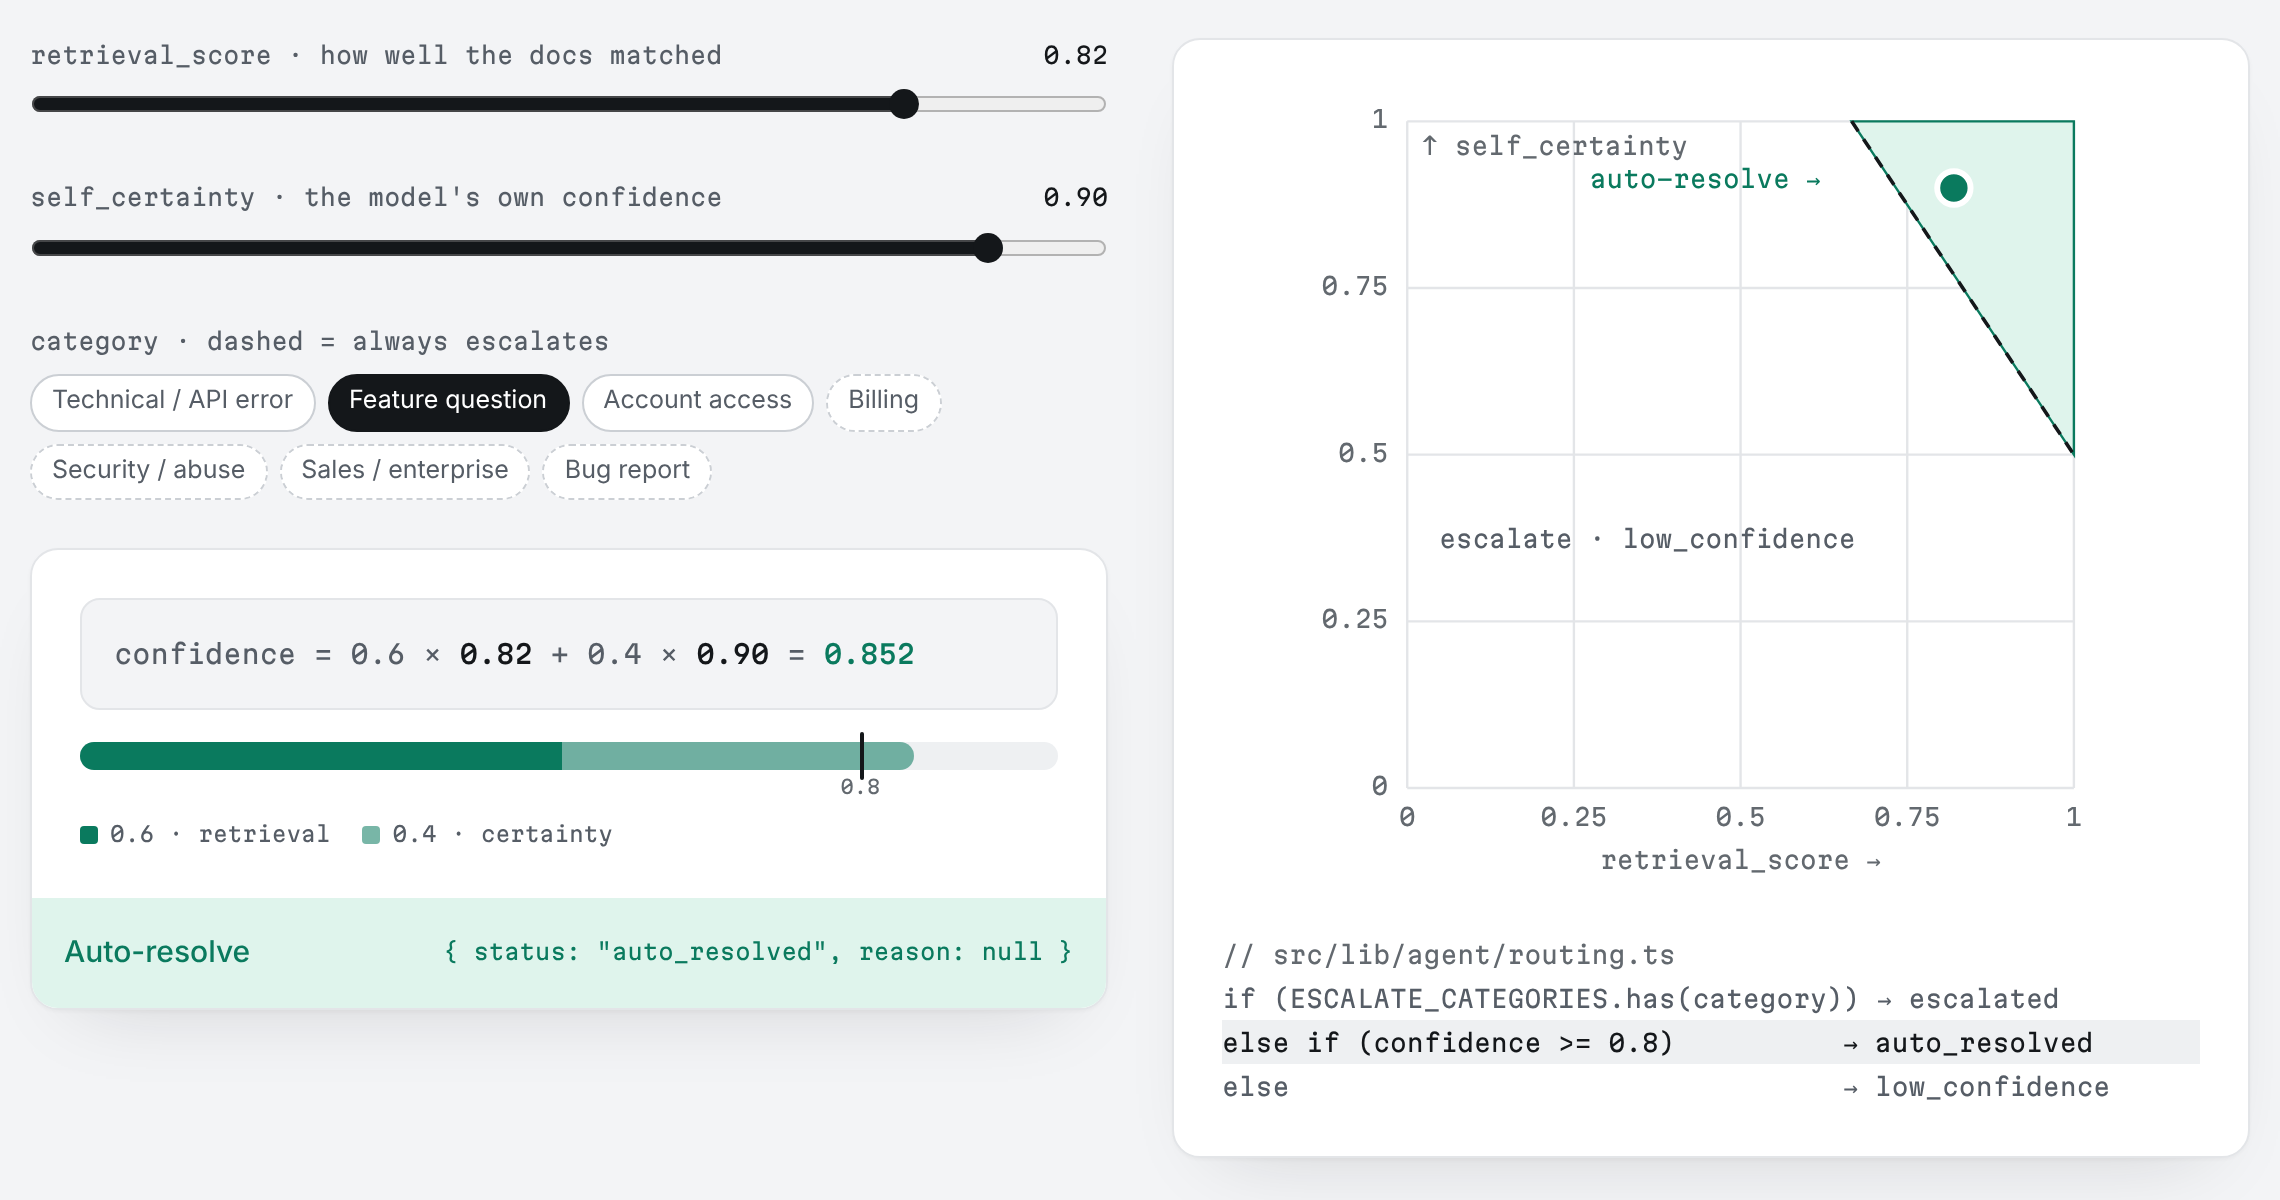 retrieval_score · how well the docs matched 0.82
self_certainty · the model's own confidence 0.90
category · dashed = always escalates
Technical / API error Feature question Account access Billing
Security / abuse Sales / enterprise Bug report
confidence = 0.6 × 0.82 + 0.4 × 0.90 = 0.852
0.8
0.6 · retrieval 0.4 · certainty
Auto-resolve { status: "auto_resolved", reason: null }
1
↑ self_certainty
auto-resolve →
0.75
0.5
escalate · low_confidence
0.25
0
0 0.25 0.5 0.75 1
retrieval_score →
// src/lib/agent/routing.ts
if (ESCALATE_CATEGORIES.has(category)) → escalated
else if (confidence >= 0.8) → auto_resolved
else → low_confidence